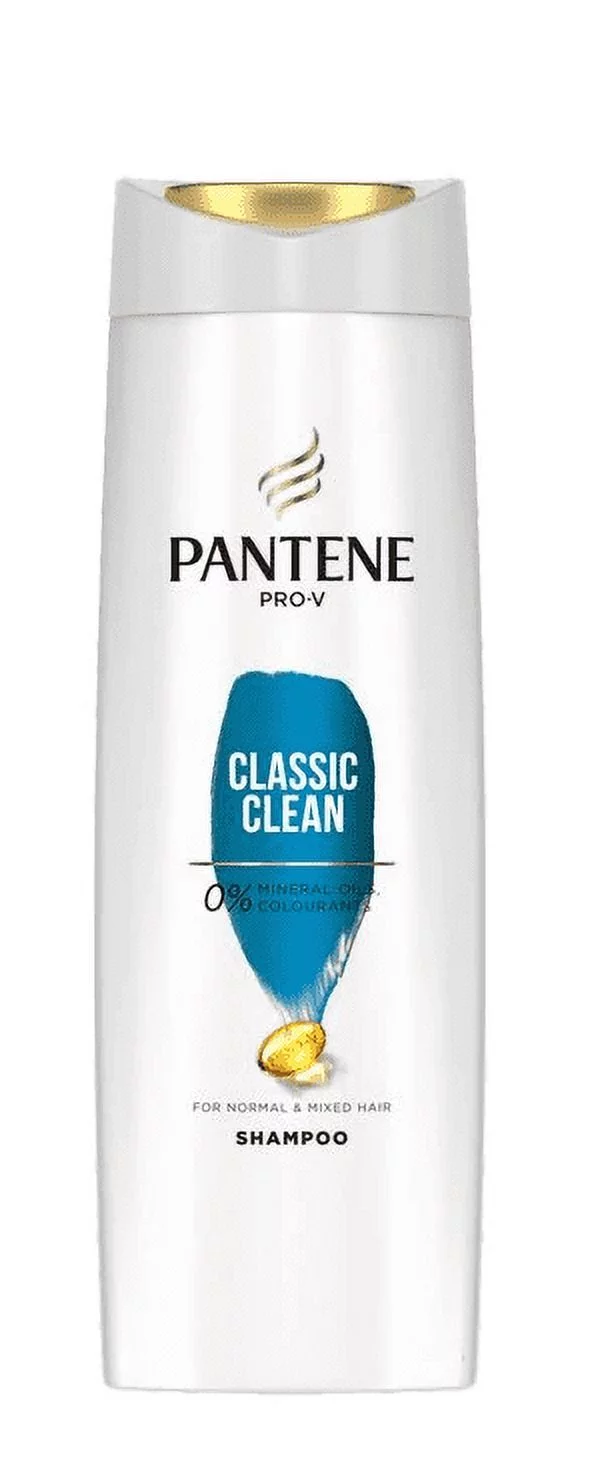 PANTENE
PRO-V
CLASSIC
CLEAN
0% MINERAL OILS,
COLOURANTS
FOR NORMAL & MIXED HAIR
SHAMPOO